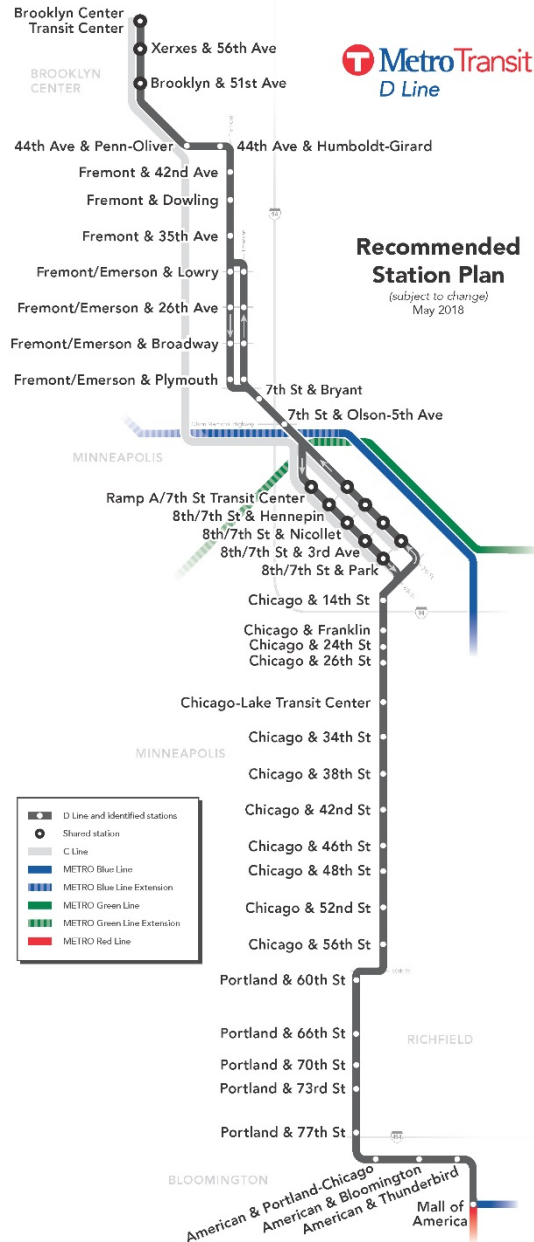 Brooklyn Center
Transit Center
Xerxes & 56th Ave
Brooklyn & 51st Ave
BROOKLYN
CENTER
T MetroTransit
D Line
44th Ave & Penn-Oliver
44th Ave & Humboldt-Girard
Fremont & 42nd Ave
Fremont & Dowling
94
Fremont & 35th Ave
Recommended
Station Plan
(subject to change)
May 2018
Fremont/Emerson & Lowry
Fremont/Emerson & 26th Ave
Fremont/Emerson & Broadway
Fremont/Emerson & Plymouth
7th St & Bryant
7th St & Olson-5th Ave
Olson Memorial Highway
MINNEAPOLIS
Ramp A/7th St Transit Center
8th/7th St & Hennepin
8th/7th St & Nicollet
8th/7th St & 3rd Ave
8th/7th St & Park
Chicago & 14th St
94
Chicago & Franklin
Chicago & 24th St
Chicago & 26th St
Chicago-Lake Transit Center
Chicago & 34th St
MINNEAPOLIS
Chicago & 38th St
Chicago & 42nd St
Chicago & 46th St
Chicago & 48th St
Chicago & 52nd St
Chicago & 56th St
D Line and identified stations
Shared station
C Line
METRO Blue Line
METRO Blue Line Extension
METRO Green Line
METRO Green Line Extension
METRO Red Line
Portland & 60th St
Portland & 66th St
RICHFIELD
Portland & 70th St
Portland & 73rd St
Portland & 77th St
494
BLOOMINGTON
American & Portland-Chicago
American & Bloomington
American & Thunderbird
Mall of
America